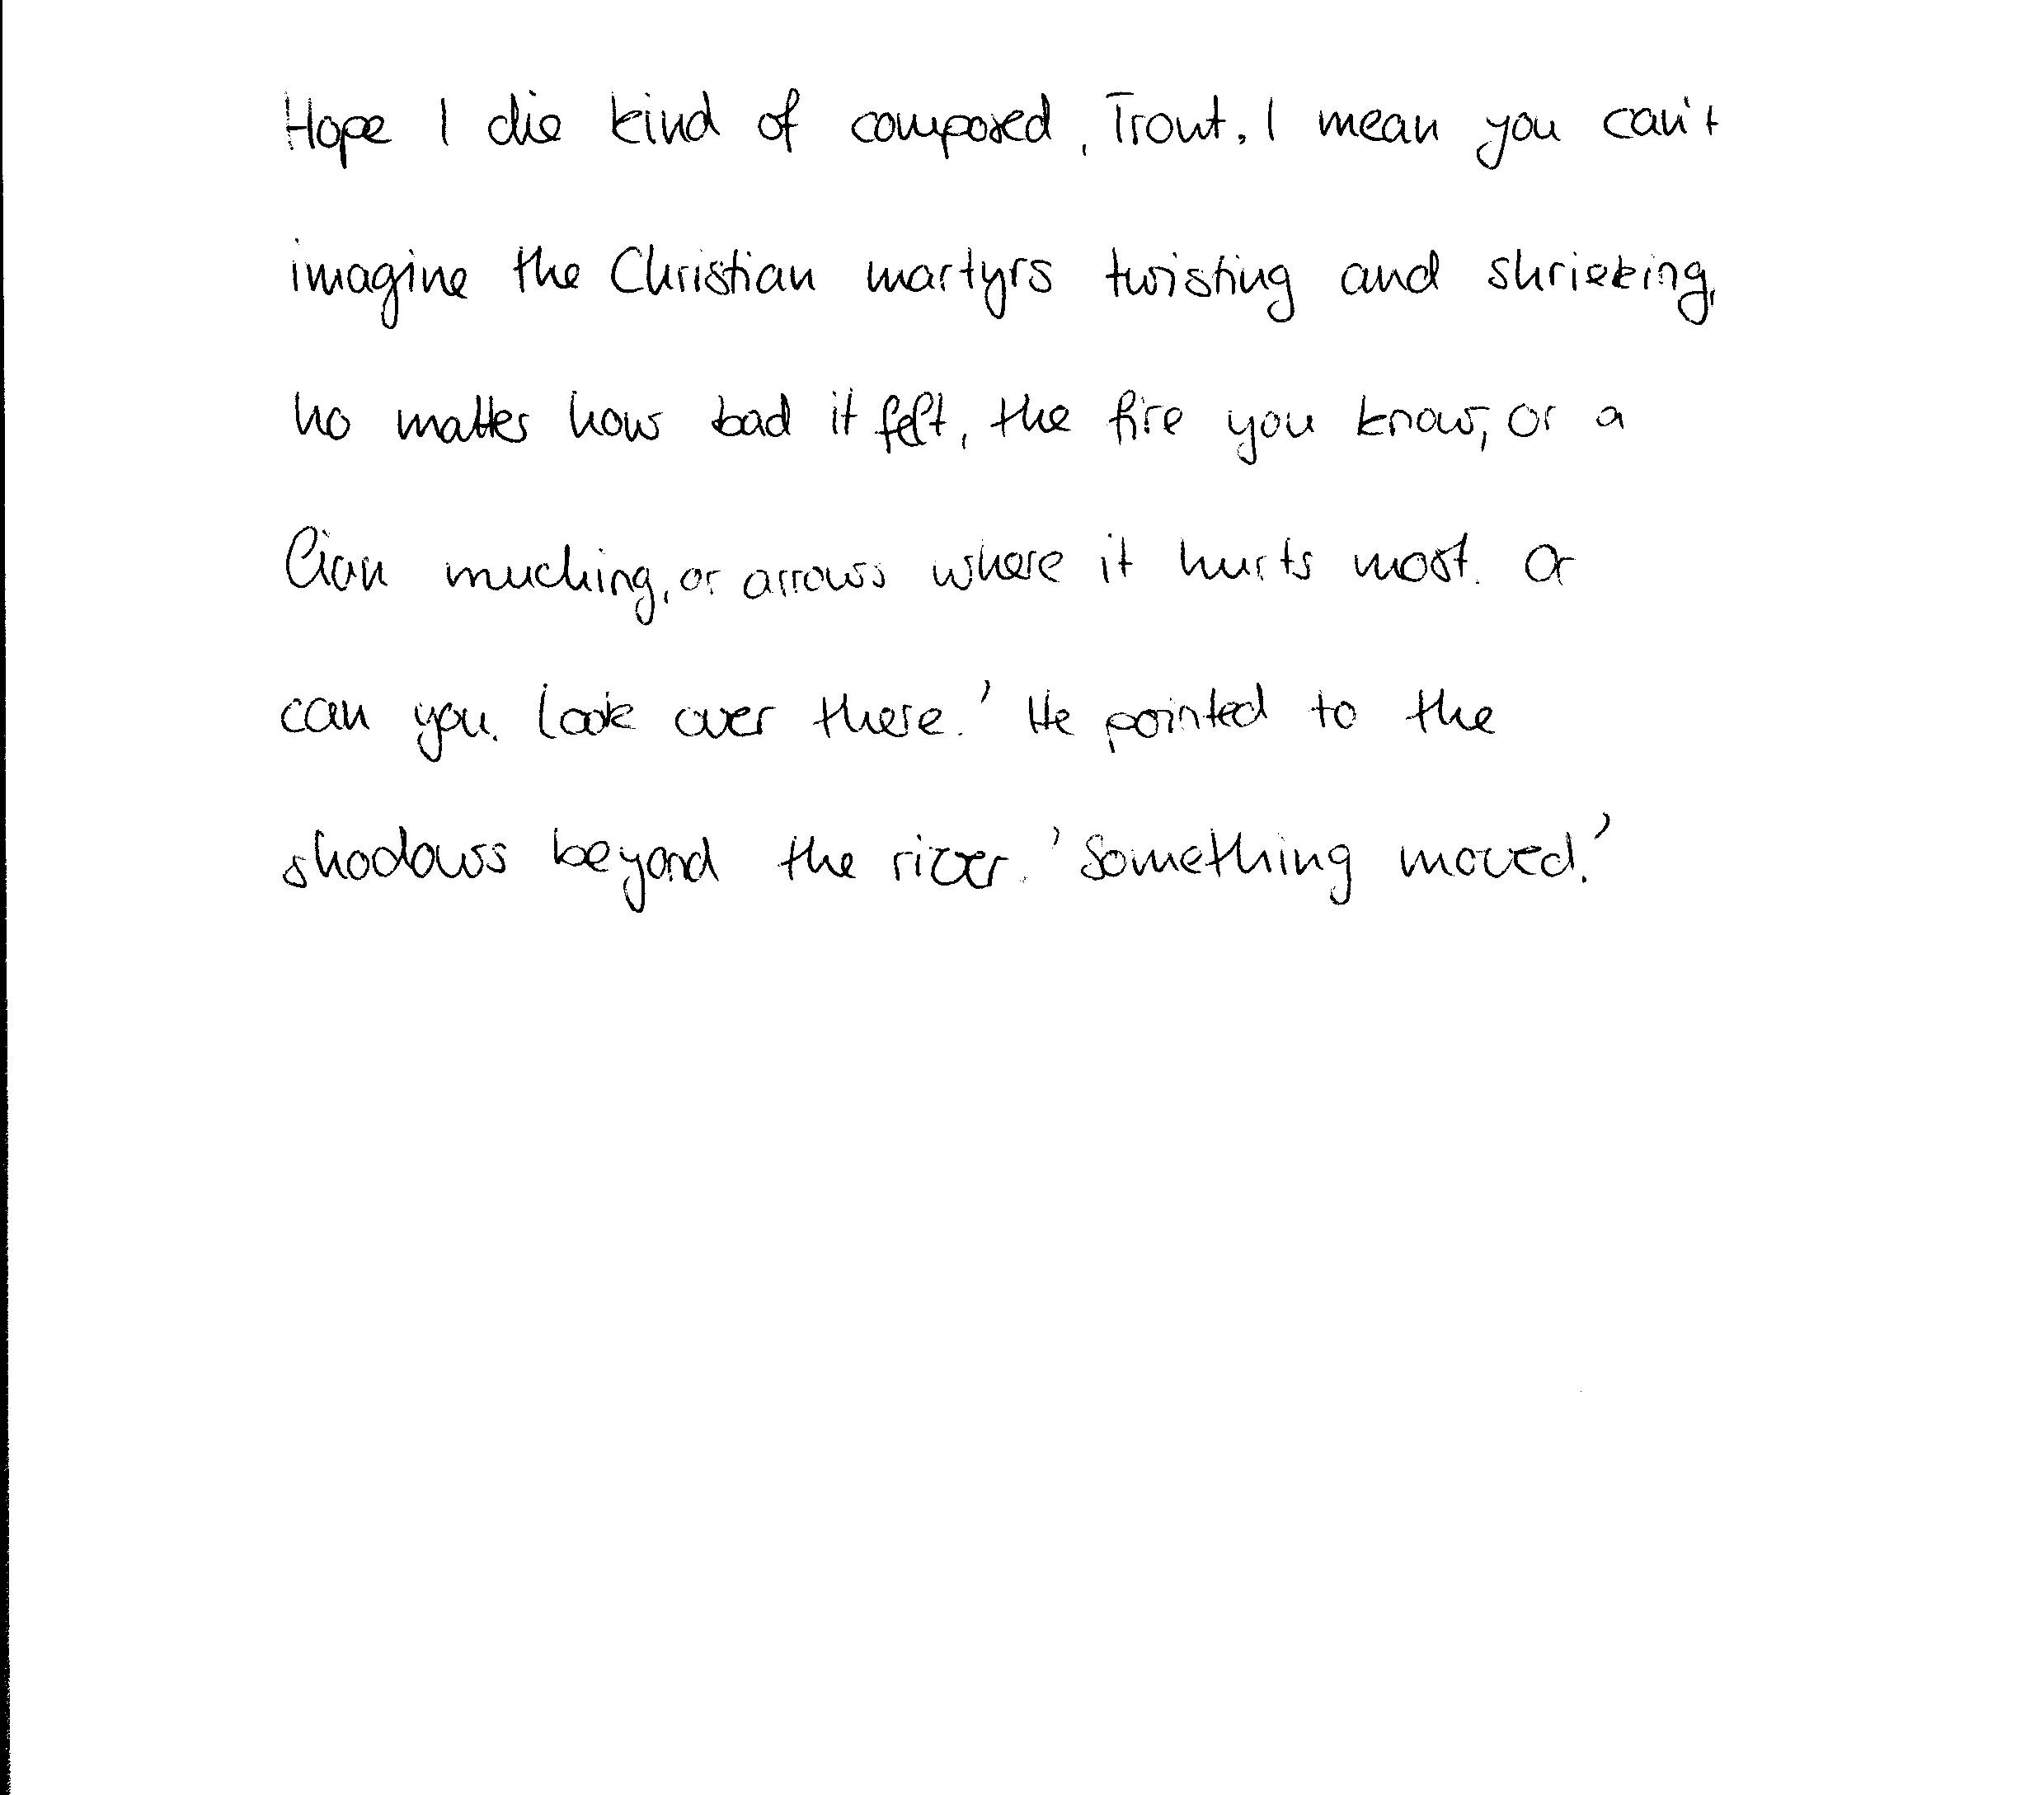 Hope I die kind of composed, Trout. I mean you can't
imagine the Christian martyrs twisting and shrieking,
no matter how bad it felt, the fire you know, or a
lion muching, or arrows where it hurts most. Or
can you. Look over there.' He pointed to the
shadows beyond the river. 'Something moved.'